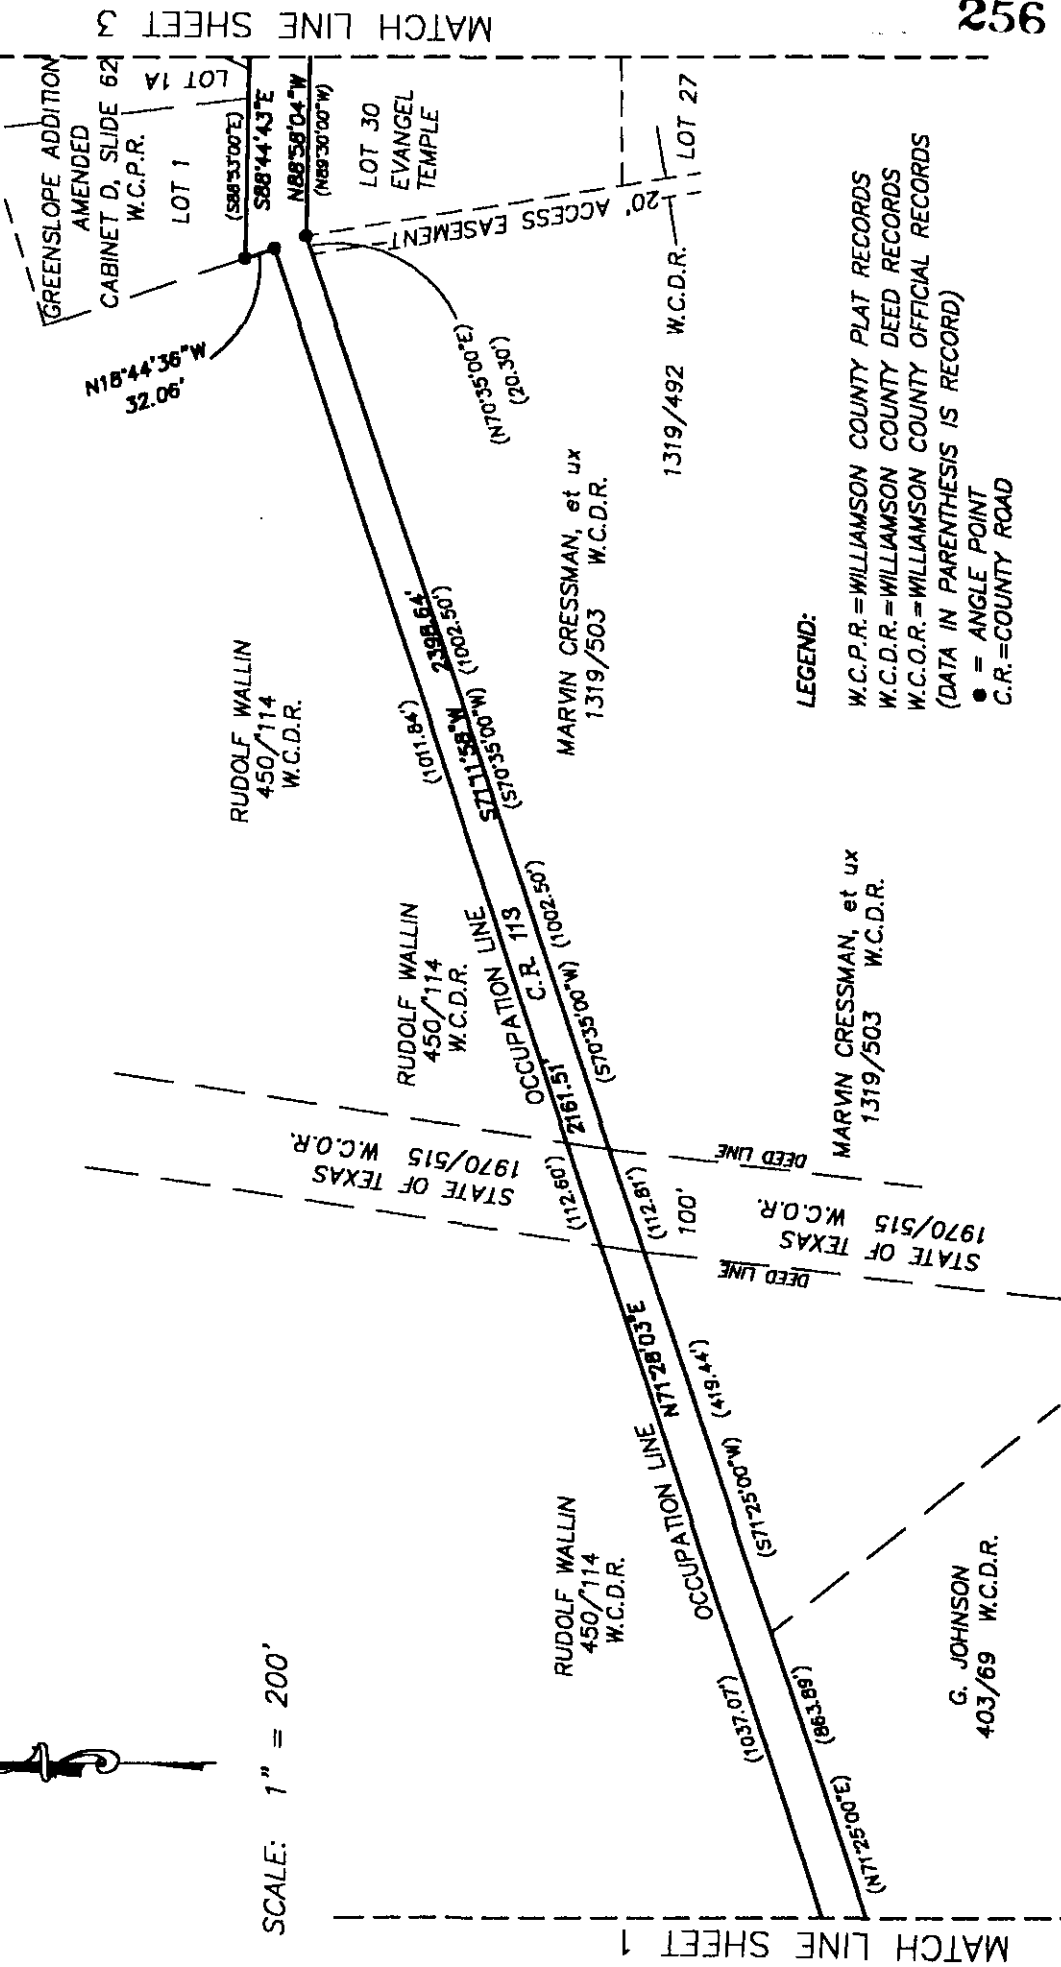 256
MATCH LINE SHEET 3
GREENSLOPE ADDITION
AMENDED
CABINET D, SLIDE 62
W.C.P.R.
LOT 1
LOT 1A
(S88°53'00"E)
S88°44'43"E
N88°58'04"W
(N89°30'00"W)
LOT 30
EVANGEL
TEMPLE
LOT 27
20' ACCESS EASEMENT
N18°44'36"W
32.06'
(N70°35'00"E)
(20.30')
1319/492 W.C.D.R.
MARVIN CRESSMAN, et ux
1319/503 W.C.D.R.
RUDOLF WALLIN
450/114
W.C.D.R.
(1011.84')
2398.64'
(1002.50')
S71°11'58"W
(S70°35'00"W)
RUDOLF WALLIN
450/114
W.C.D.R.
OCCUPATION LINE
C.R. 113
2161.51'
(S70°35'00"W) (1002.50')
MARVIN CRESSMAN, et ux
1319/503 W.C.D.R.
STATE OF TEXAS
1970/515 W.C.O.R.
(112.60')
(112.81')
100'
DEED LINE
STATE OF TEXAS
1970/515 W.C.O.R.
DEED LINE
N71°28'03"E
OCCUPATION LINE
(S71°25'00"W) (419.44')
RUDOLF WALLIN
450/114
W.C.D.R.
(1037.07')
(863.89')
(N71°25'00"E)
G. JOHNSON
403/69 W.C.D.R.
SCALE: 1" = 200'
MATCH LINE SHEET 1
LEGEND:
W.C.P.R.=WILLIAMSON COUNTY PLAT RECORDS
W.C.D.R.=WILLIAMSON COUNTY DEED RECORDS
W.C.O.R.=WILLIAMSON COUNTY OFFICIAL RECORDS
(DATA IN PARENTHESIS IS RECORD)
● = ANGLE POINT
C.R.=COUNTY ROAD